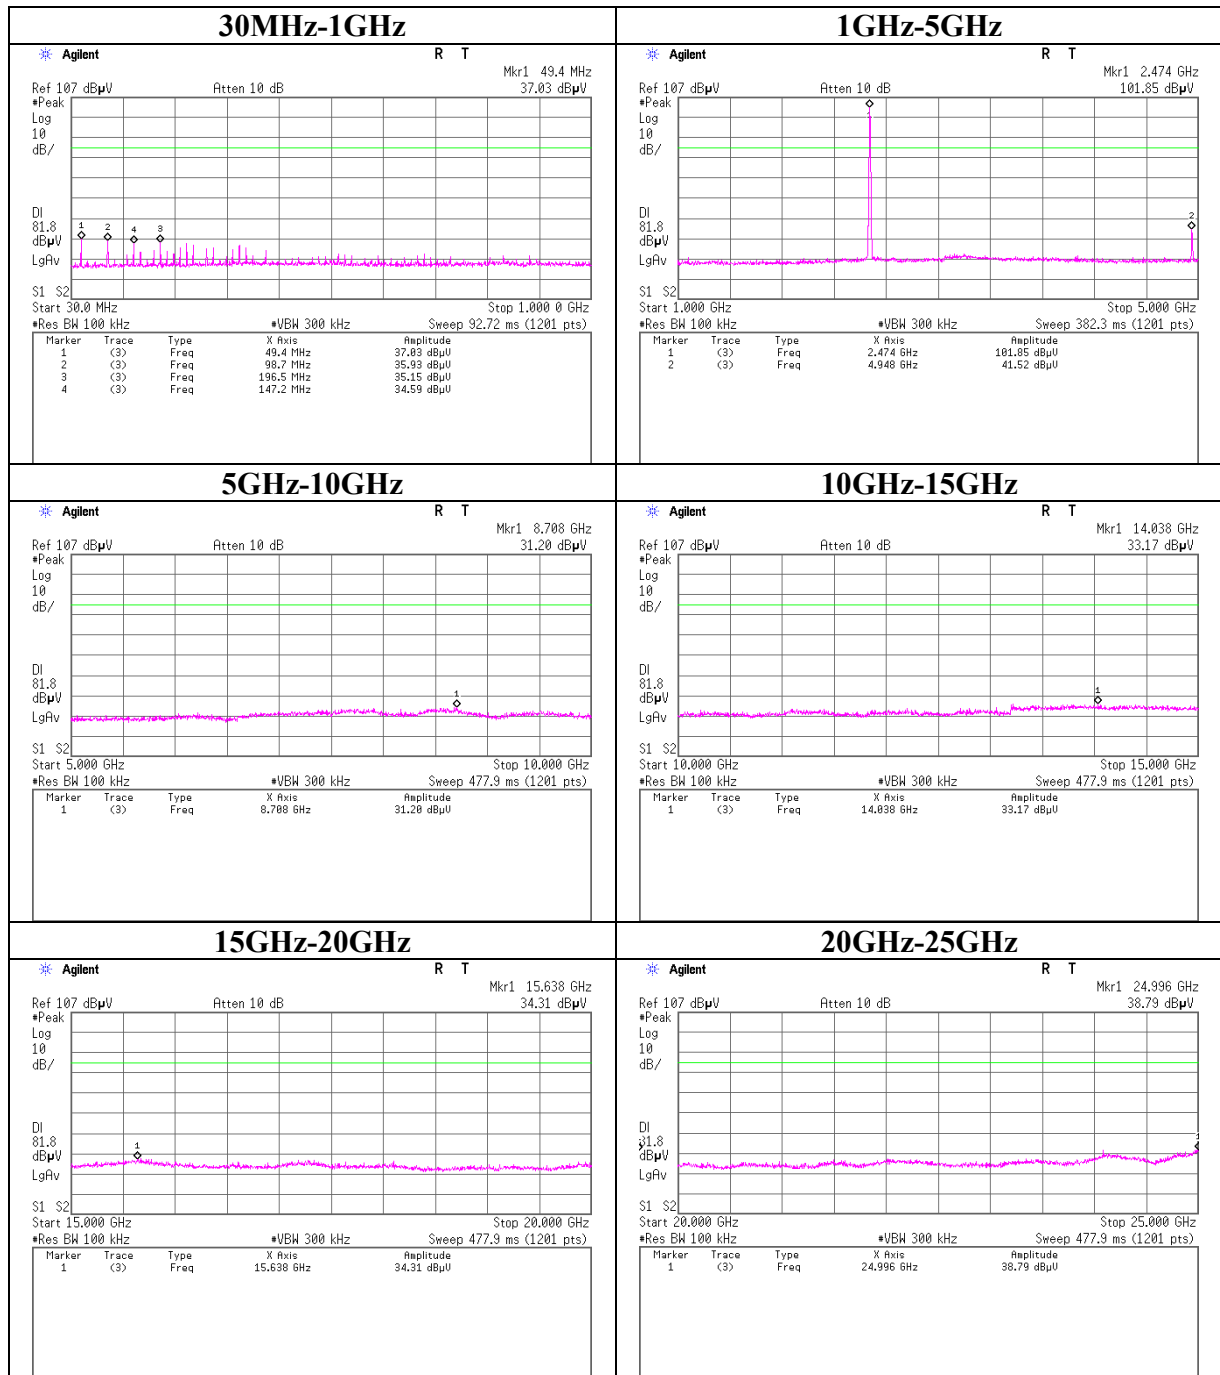 30MHz-1GHz
Agilent R T
Mkr1 49.4 MHz
Ref 107 dBµV Atten 10 dB 37.03 dBµV
#Peak
Log
10
dB/
1 2 4 3
DI
81.8
dBµV
LgAv
S1 S2
Start 30.0 MHz Stop 1.000 0 GHz
#Res BW 100 kHz #VBW 300 kHz Sweep 92.72 ms (1201 pts)
Marker Trace Type X Axis Amplitude
1 (3) Freq 49.4 MHz 37.03 dBµV
2 (3) Freq 98.7 MHz 35.93 dBµV
3 (3) Freq 196.5 MHz 35.15 dBµV
4 (3) Freq 147.2 MHz 34.59 dBµV
1GHz-5GHz
Agilent R T
Mkr1 2.474 GHz
Ref 107 dBµV Atten 10 dB 101.85 dBµV
#Peak
Log
10
dB/
1
2
DI
81.8
dBµV
LgAv
S1 S2
Start 1.000 GHz Stop 5.000 GHz
#Res BW 100 kHz #VBW 300 kHz Sweep 382.3 ms (1201 pts)
Marker Trace Type X Axis Amplitude
1 (3) Freq 2.474 GHz 101.85 dBµV
2 (3) Freq 4.948 GHz 41.52 dBµV
5GHz-10GHz
Agilent R T
Mkr1 8.708 GHz
Ref 107 dBµV Atten 10 dB 31.20 dBµV
#Peak
Log
10
dB/
DI
81.8
dBµV
1
LgAv
S1 S2
Start 5.000 GHz Stop 10.000 GHz
#Res BW 100 kHz #VBW 300 kHz Sweep 477.9 ms (1201 pts)
Marker Trace Type X Axis Amplitude
1 (3) Freq 8.708 GHz 31.20 dBµV
10GHz-15GHz
Agilent R T
Mkr1 14.038 GHz
Ref 107 dBµV Atten 10 dB 33.17 dBµV
#Peak
Log
10
dB/
DI
81.8
dBµV
1
LgAv
S1 S2
Start 10.000 GHz Stop 15.000 GHz
#Res BW 100 kHz #VBW 300 kHz Sweep 477.9 ms (1201 pts)
Marker Trace Type X Axis Amplitude
1 (3) Freq 14.038 GHz 33.17 dBµV
15GHz-20GHz
Agilent R T
Mkr1 15.638 GHz
Ref 107 dBµV Atten 10 dB 34.31 dBµV
#Peak
Log
10
dB/
DI
81.8
1
dBµV
LgAv
S1 S2
Start 15.000 GHz Stop 20.000 GHz
#Res BW 100 kHz #VBW 300 kHz Sweep 477.9 ms (1201 pts)
Marker Trace Type X Axis Amplitude
1 (3) Freq 15.638 GHz 34.31 dBµV
20GHz-25GHz
Agilent R T
Mkr1 24.996 GHz
Ref 107 dBµV Atten 10 dB 38.79 dBµV
#Peak
Log
10
dB/
DI
81.8
1
dBµV
LgAv
S1 S2
Start 20.000 GHz Stop 25.000 GHz
#Res BW 100 kHz #VBW 300 kHz Sweep 477.9 ms (1201 pts)
Marker Trace Type X Axis Amplitude
1 (3) Freq 24.996 GHz 38.79 dBµV